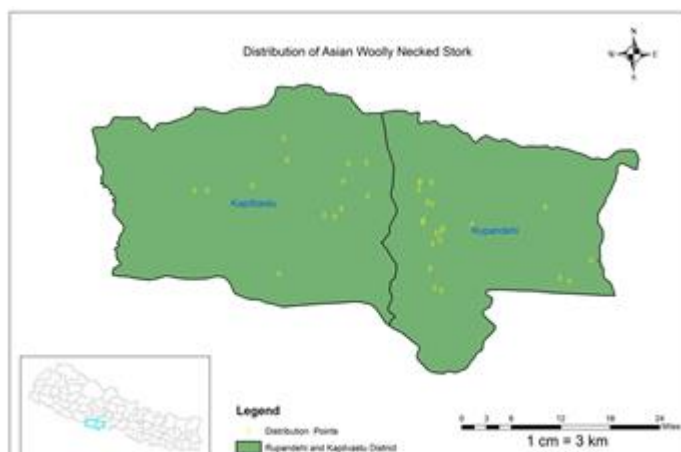 Distribution of Asian Woolly Necked Stork
N
W E
S
Kapilvastu
Rupandehi
Legend
Distribution Points
Rupandehi and Kapilvastu District
0 3 6 12 18 24
Miles
1 cm = 3 km